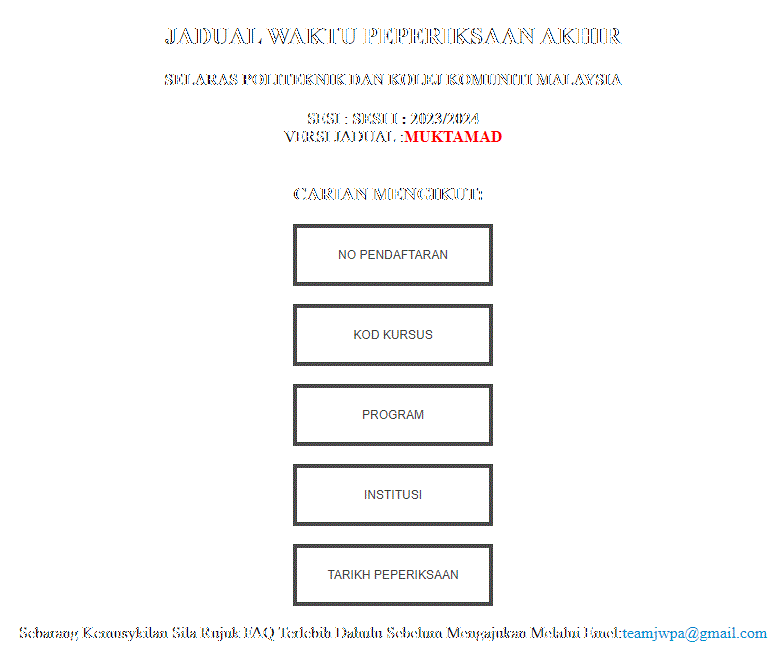 JADUAL WAKTU PEPERIKSAAN AKHIR
SELARAS POLITEKNIK DAN KOLEJ KOMUNITI MALAYSIA
SESI : SESI I : 2023/2024
VERSI JADUAL :MUKTAMAD
CARIAN MENGIKUT:
NO PENDAFTARAN
KOD KURSUS
PROGRAM
INSTITUSI
TARIKH PEPERIKSAAN
Sebarang Kemusykilan Sila Rujuk FAQ Terlebih Dahulu Sebelum Mengajukan Melalui Emel:teamjwpa@gmail.com